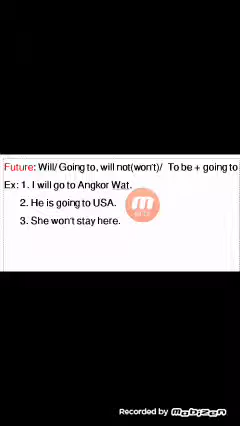 Future: Will/ Going to, will not(won't)/ To be + going to
Ex: 1. I will go to Angkor Wat.
2. He is going to USA.
3. She won't stay here.
Recorded by Mobizen